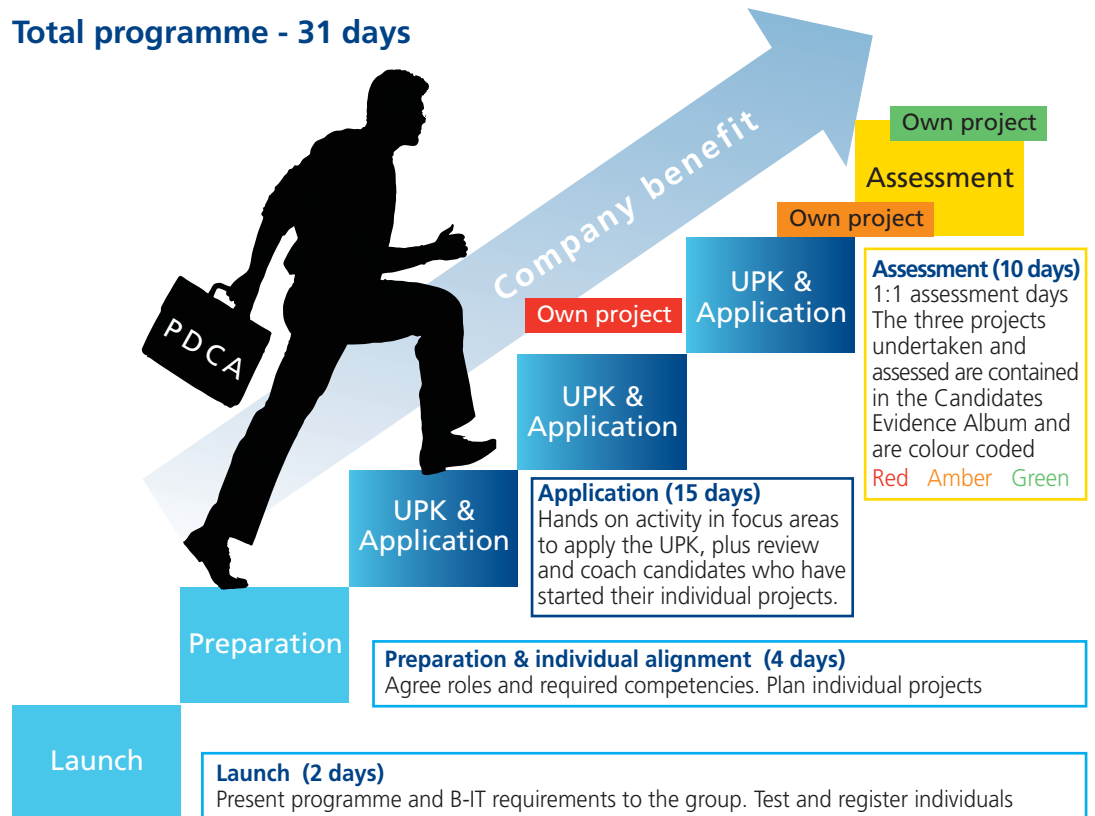 Total programme - 31 days
Company benefit
PDCA
Own project
Assessment
Own project
UPK &
Application
Own project
UPK &
Application
UPK &
Application
Preparation
Launch
Assessment (10 days)
1:1 assessment days
The three projects
undertaken and
assessed are contained
in the Candidates
Evidence Album and
are colour coded
Red Amber Green
Application (15 days)
Hands on activity in focus areas
to apply the UPK, plus review
and coach candidates who have
started their individual projects.
Preparation & individual alignment (4 days)
Agree roles and required competencies. Plan individual projects
Launch (2 days)
Present programme and B-IT requirements to the group. Test and register individuals